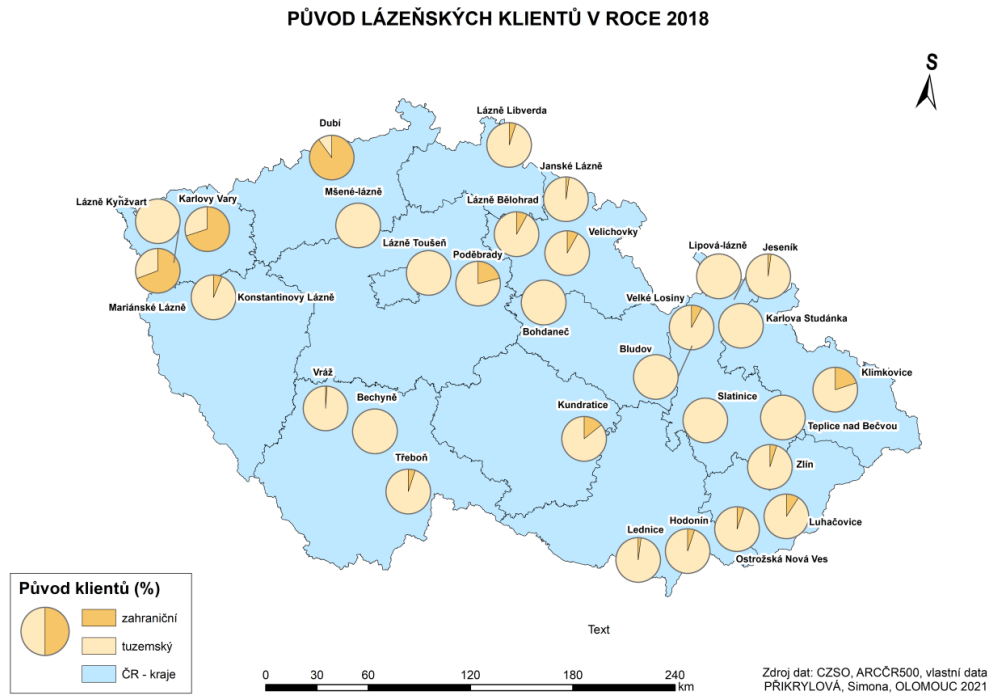 PŮVOD LÁZEŇSKÝCH KLIENTŮ V ROCE 2018
S
Lázně Libverda
Dubí
Janské Lázně
Mšené-lázně
Lázně Kynžvart
Karlovy Vary
Lázně Bělohrad
Velichovky
Lázně Toušeň
Poděbrady
Lipová-lázně
Jeseník
Mariánské Lázně
Konstantinovy Lázně
Velké Losiny
Karlova Studánka
Bohdaneč
Bludov
Vráž
Klimkovice
Bechyně
Slatinice
Kundratice
Teplice nad Bečvou
Třeboň
Zlín
Luhačovice
Lednice
Hodonín
Ostrožská Nová Ves
Původ klientů (%)
zahraniční
tuzemský
ČR - kraje
Text
0 30 60 120 180 240
km
Zdroj dat: CZSO, ARCČR500, vlastní data
PŘIKRYLOVÁ, Simona, OLOMOUC 2021